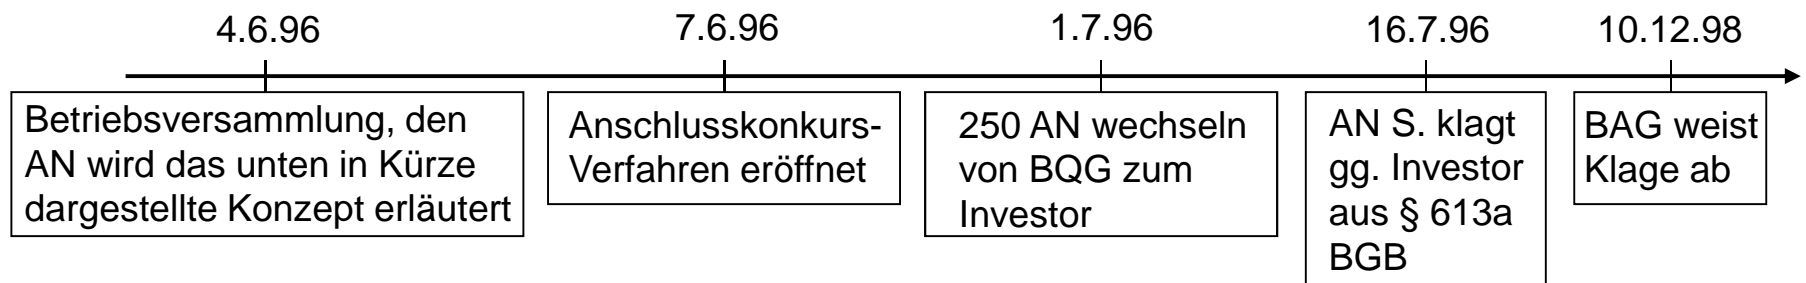 4.6.96
7.6.96
1.7.96
16.7.96
10.12.98
Betriebsversammlung, den
AN wird das unten in Kürze
dargestellte Konzept erläutert
Anschlusskonkurs-
Verfahren eröffnet
250 AN wechseln
von BQG zum
Investor
AN S. klagt
gg. Investor
aus § 613a
BGB
BAG weist
Klage ab